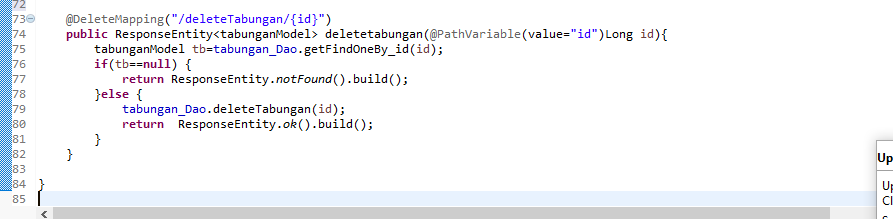 72
73 @DeleteMapping("/deleteTabungan/{id}")
74 public ResponseEntity<tabunganModel> deletetabungan(@PathVariable(value="id")Long id){
75 tabunganModel tb=tabungan_Dao.getFindOneBy_id(id);
76 if(tb==null) {
77 return ResponseEntity.notFound().build();
78 }else {
79 tabungan_Dao.deleteTabungan(id);
80 return  ResponseEntity.ok().build();
81 }
82 }
83
84 }
85
Up